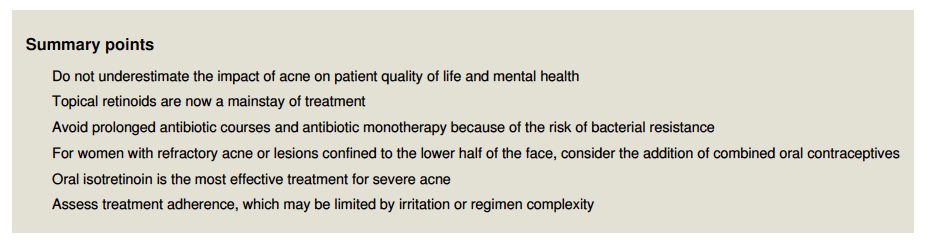 Summary points
Do not underestimate the impact of acne on patient quality of life and mental health
Topical retinoids are now a mainstay of treatment
Avoid prolonged antibiotic courses and antibiotic monotherapy because of the risk of bacterial resistance
For women with refractory acne or lesions confined to the lower half of the face, consider the addition of combined oral contraceptives
Oral isotretinoin is the most effective treatment for severe acne
Assess treatment adherence, which may be limited by irritation or regimen complexity